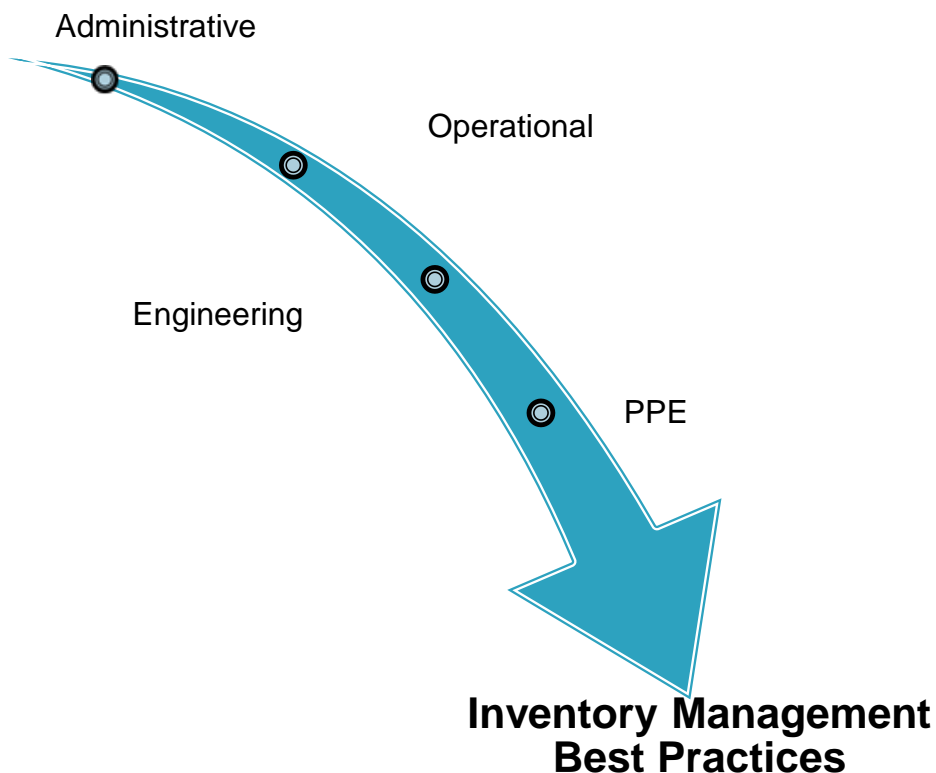 Administrative
Operational
Engineering
PPE
Inventory Management
Best Practices